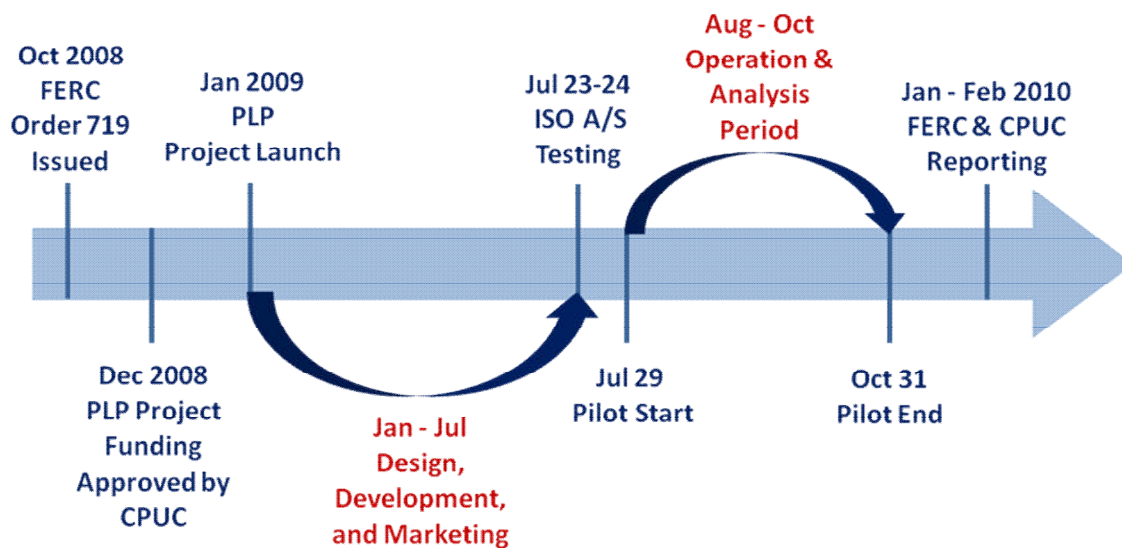 Oct 2008
FERC
Order 719
Issued
Jan 2009
PLP
Project Launch
Jul 23-24
ISO A/S
Testing
Aug - Oct
Operation &
Analysis
Period
Jan - Feb 2010
FERC & CPUC
Reporting
Dec 2008
PLP Project
Funding
Approved by
CPUC
Jan - Jul
Design,
Development,
and Marketing
Jul 29
Pilot Start
Oct 31
Pilot End